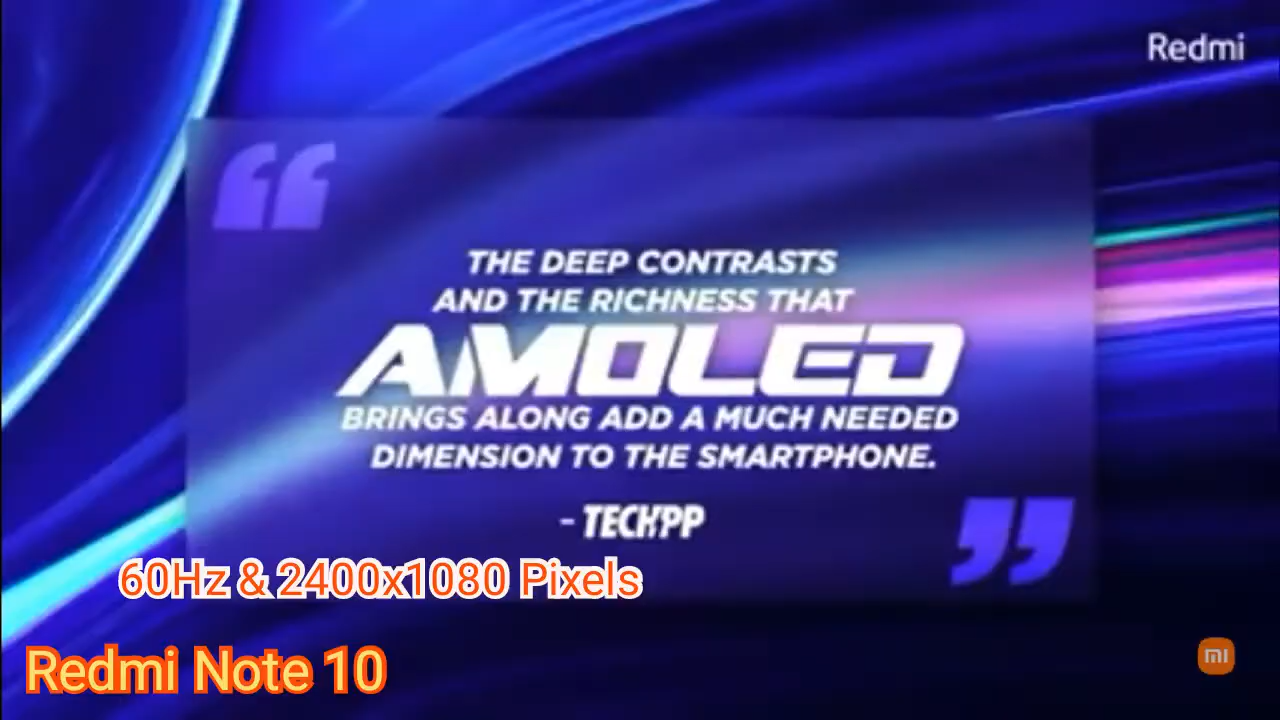 Redmi
“
THE DEEP CONTRASTS
AND THE RICHNESS THAT
AMOLED
BRINGS ALONG ADD A MUCH NEEDED
DIMENSION TO THE SMARTPHONE.
”
- TECHPP
60Hz & 2400x1080 Pixels
Redmi Note 10
mi